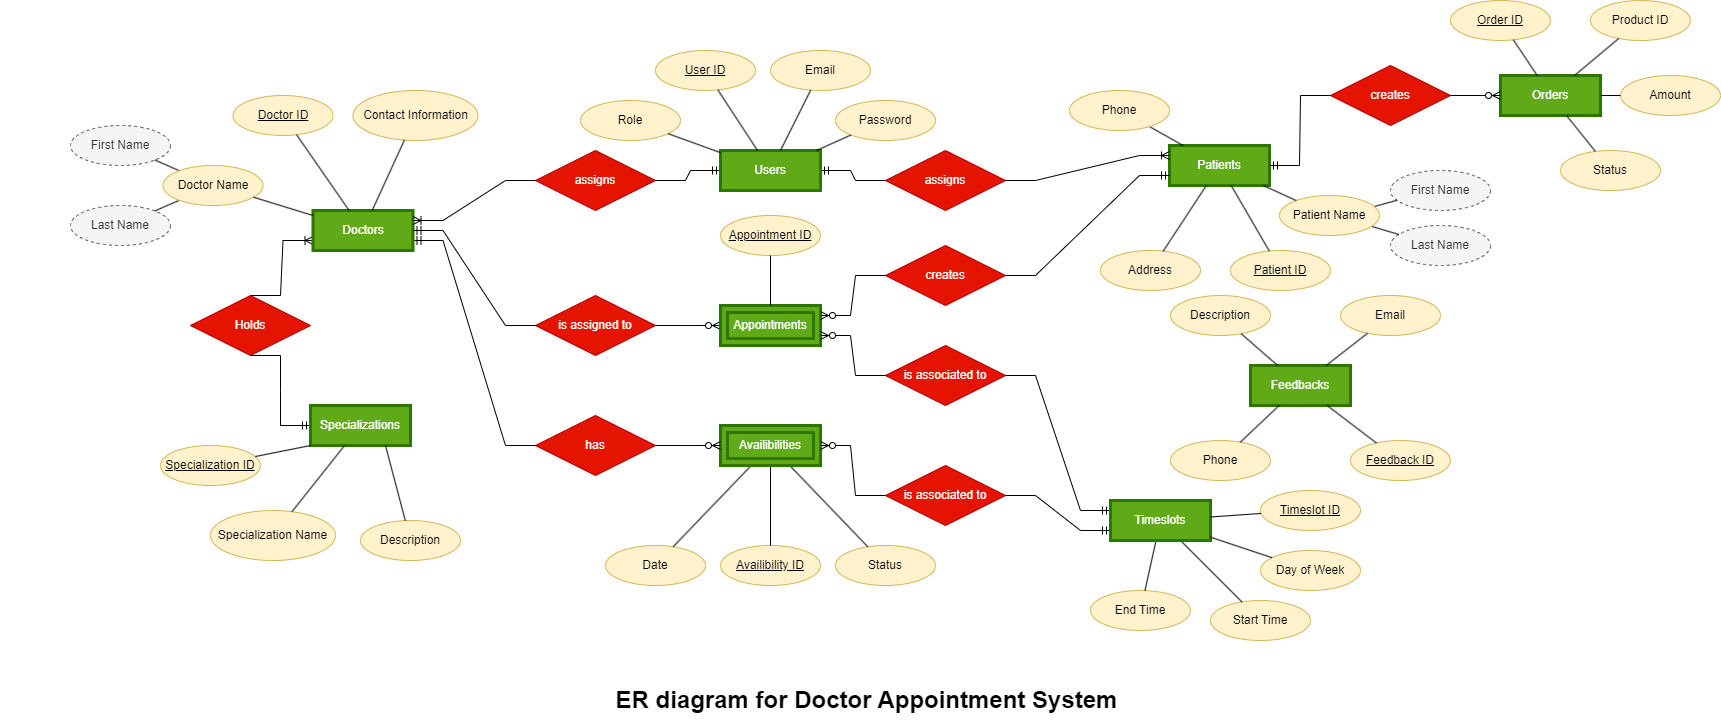 Order ID
Product ID
User ID
Email
Amount
Phone
Contact Information
Doctor ID
Role
Password
creates
Orders
First Name
Doctor Name
assigns
Users
assigns
Patients
Status
First Name
Last Name
Patient Name
Doctors
Appointment ID
Last Name
Address
Patient ID
creates
Description
Email
Holds
is assigned to
Appointments
is associated to
Feedbacks
Specializations
has
Availibilities
Phone
Feedback ID
Specialization ID
is associated to
Timeslots
Timeslot ID
Specialization Name
Description
Date
Availibility ID
Status
Day of Week
End Time
Start Time
ER diagram for Doctor Appointment System